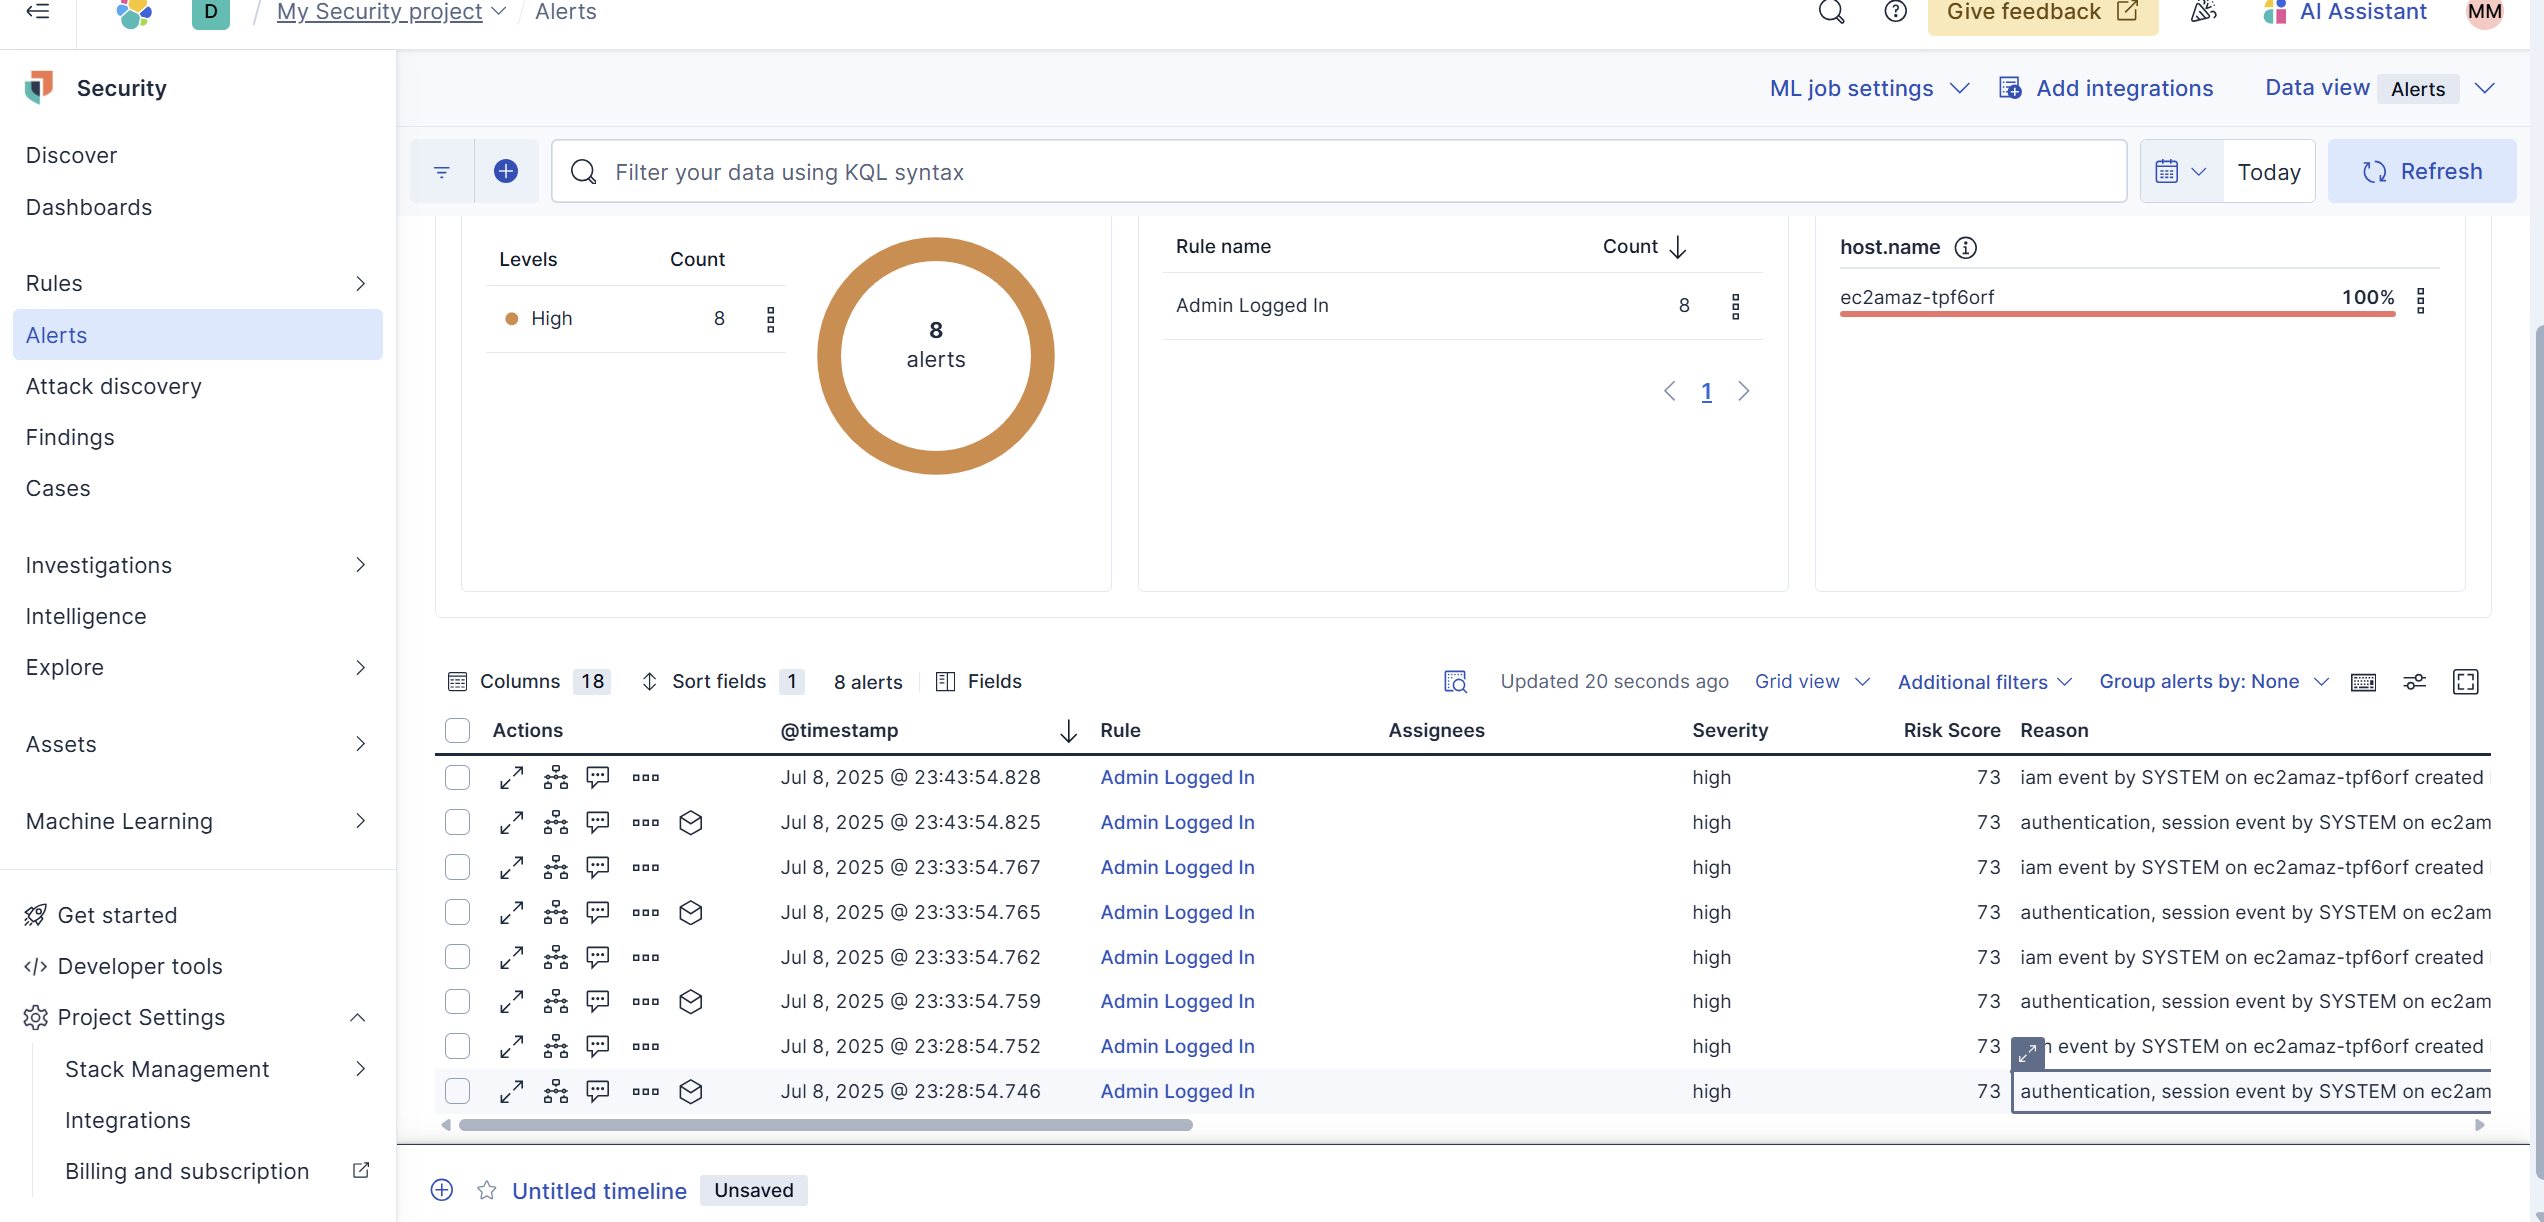 D / My Security project / Alerts
Give feedback
AI Assistant
MM
Security
ML job settings
Add integrations
Data view Alerts
Discover
Dashboards
Rules
Alerts
Attack discovery
Findings
Cases
Investigations
Intelligence
Explore
Assets
Machine Learning
Get started
Developer tools
Project Settings
Stack Management
Integrations
Billing and subscription
Filter your data using KQL syntax
Today
Refresh
Levels Count
High 8
8
alerts
Rule name Count
Admin Logged In 8
1
host.name
ec2amaz-tpf6orf 100%
Columns 18 Sort fields 1 8 alerts Fields
Updated 20 seconds ago Grid view Additional filters Group alerts by: None
Actions @timestamp Rule Assignees Severity Risk Score Reason
Jul 8, 2025 @ 23:43:54.828 Admin Logged In high 73 iam event by SYSTEM on ec2amaz-tpf6orf created
Jul 8, 2025 @ 23:43:54.825 Admin Logged In high 73 authentication, session event by SYSTEM on ec2am
Jul 8, 2025 @ 23:33:54.767 Admin Logged In high 73 iam event by SYSTEM on ec2amaz-tpf6orf created
Jul 8, 2025 @ 23:33:54.765 Admin Logged In high 73 authentication, session event by SYSTEM on ec2am
Jul 8, 2025 @ 23:33:54.762 Admin Logged In high 73 iam event by SYSTEM on ec2amaz-tpf6orf created
Jul 8, 2025 @ 23:33:54.759 Admin Logged In high 73 authentication, session event by SYSTEM on ec2am
Jul 8, 2025 @ 23:28:54.752 Admin Logged In high 73 event by SYSTEM on ec2amaz-tpf6orf created
Jul 8, 2025 @ 23:28:54.746 Admin Logged In high 73 authentication, session event by SYSTEM on ec2am
Untitled timeline Unsaved